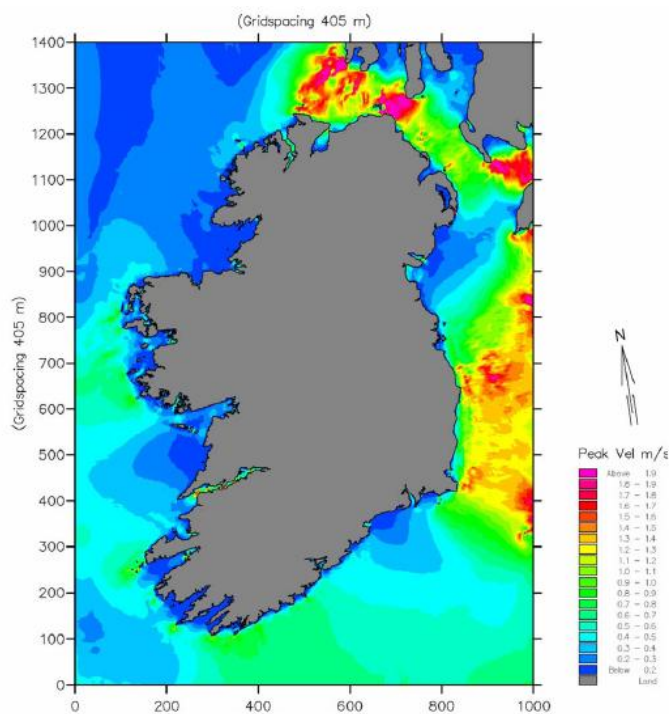 (Gridspacing 405 m)
1400
1300
1200
1100
1000
900
800
700
600
500
400
300
200
100
0
(Gridspacing 405 m)
0 200 400 600 800 1000
N
Peak Vel m/s
Above 1.9
1.8 - 1.9
1.7 - 1.8
1.6 - 1.7
1.5 - 1.6
1.4 - 1.5
1.3 - 1.4
1.2 - 1.3
1.1 - 1.2
1.0 - 1.1
0.9 - 1.0
0.8 - 0.9
0.7 - 0.8
0.6 - 0.7
0.5 - 0.6
0.4 - 0.5
0.3 - 0.4
0.2 - 0.3
Below 0.2
Land